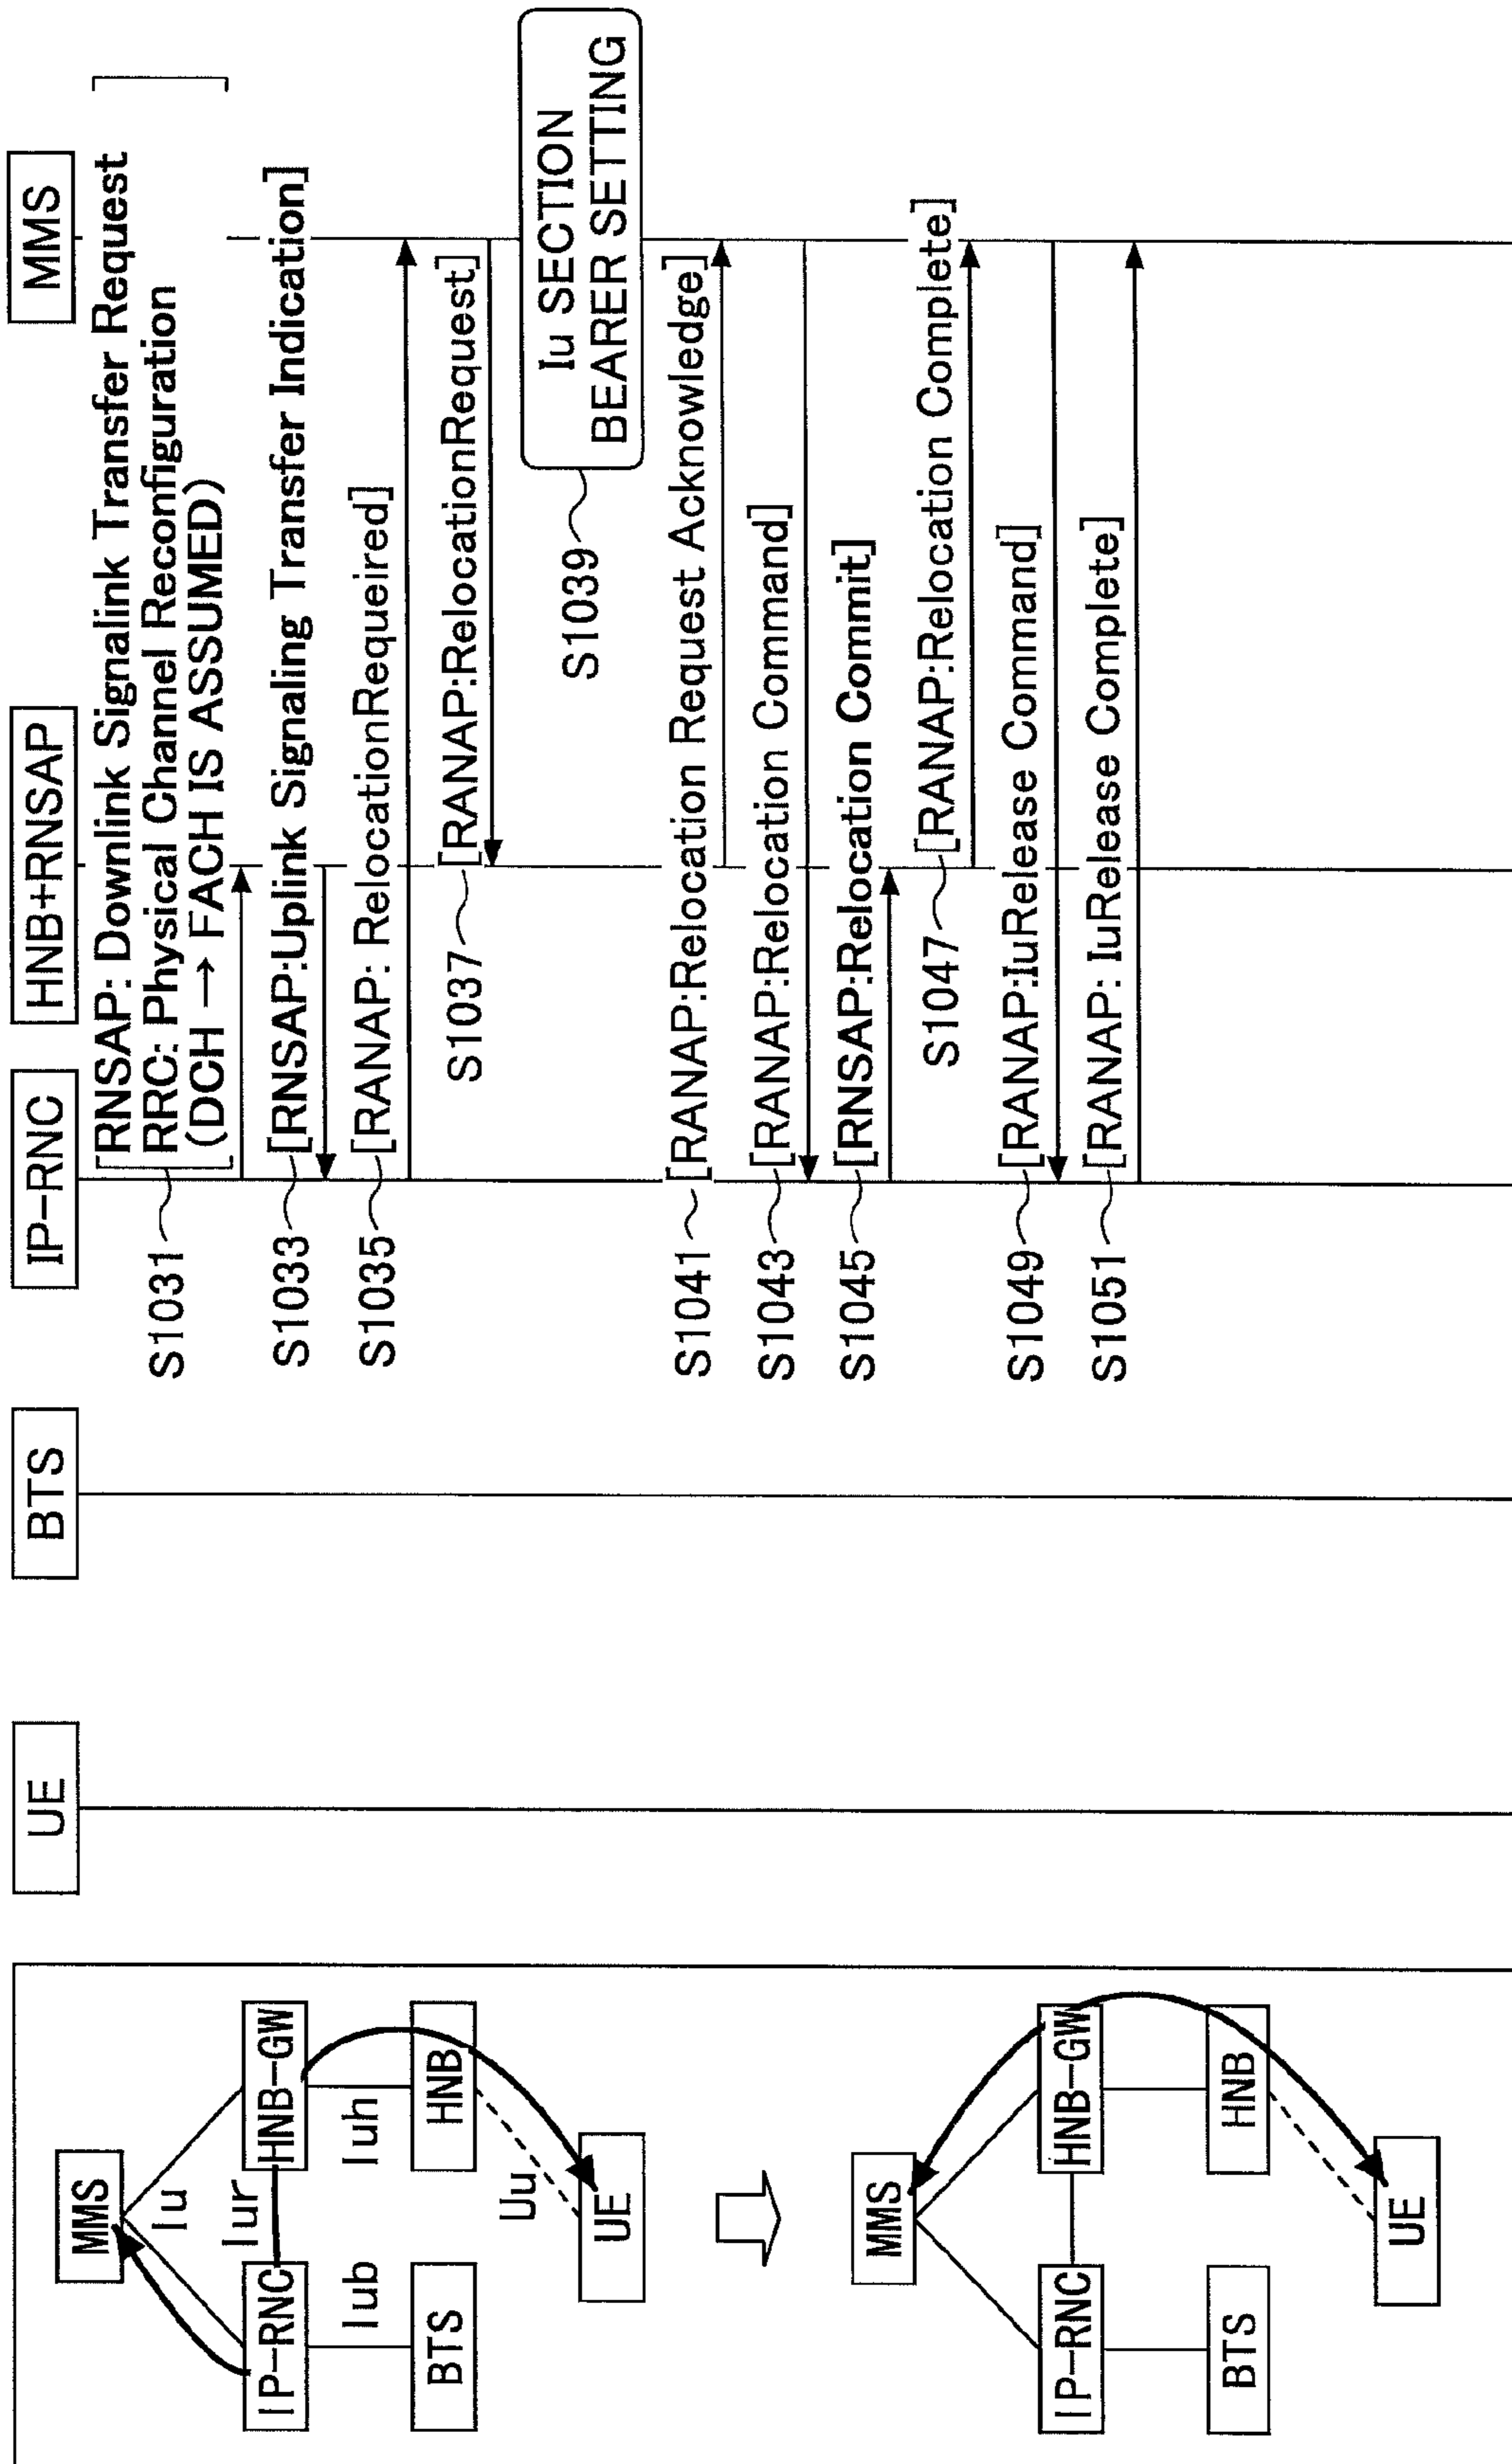 MMS
Iu
Iur
IP-RNC
HNB-GW
Iub
Iuh
BTS
HNB
Uu
UE
MMS
IP-RNC
HNB-GW
BTS
HNB
UE
UE
BTS
IP-RNC
HNB+RNSAP
MMS
S1031
[RNSAP: Downlink Signalink Transfer Request
RRC: Physical Channel Reconfiguration
(DCH → FACH IS ASSUMED)]
S1033 [RNSAP:Uplink Signaling Transfer Indication]
S1035 [RANAP: RelocationRequired]
S1037 [RANAP:RelocationRequest]
S1039
Iu SECTION
BEARER SETTING
S1041 [RANAP:Relocation Request Acknowledge]
S1043 [RANAP:Relocation Command]
S1045 [RNSAP:Relocation Commit]
S1047 [RANAP:Relocation Complete]
S1049 [RANAP:IuRelease Command]
S1051 [RANAP: IuRelease Complete]